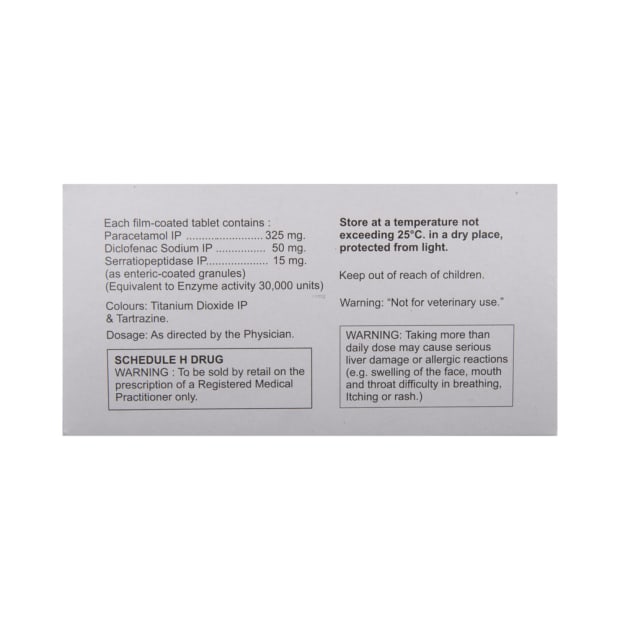 Each film-coated tablet contains :
Paracetamol IP .......................... 325 mg.
Diclofenac Sodium IP ................. 50 mg.
Serratiopeptidase IP..................... 15 mg.
(as enteric-coated granules)
(Equivalent to Enzyme activity 30,000 units)
Colours: Titanium Dioxide IP
& Tartrazine.
Dosage: As directed by the Physician.
SCHEDULE H DRUG
WARNING : To be sold by retail on the
prescription of a Registered Medical
Practitioner only.
Store at a temperature not
exceeding 25°C. in a dry place,
protected from light.
Keep out of reach of children.
Warning: “Not for veterinary use.”
WARNING: Taking more than
daily dose may cause serious
liver damage or allergic reactions
(e.g. swelling of the face, mouth
and throat difficulty in breathing,
Itching or rash.)